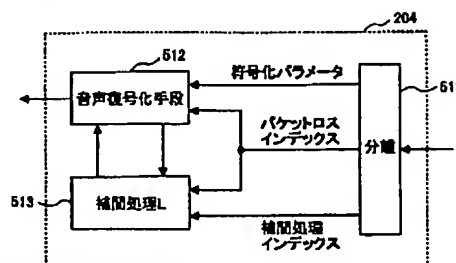 204
512
符号化パラメータ
音声復号化手段
パケットロス
インデックス
分離
513
補間処理L
補間処理
インデックス